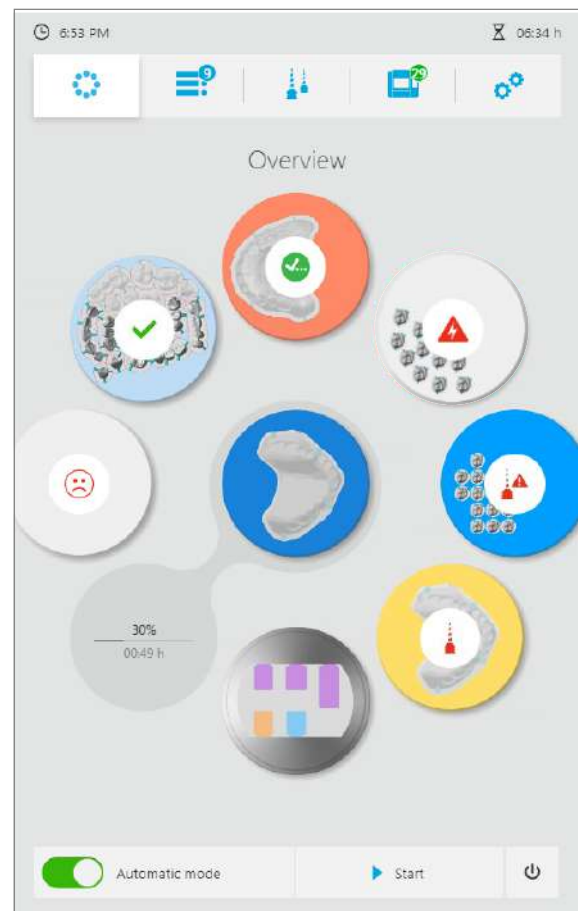 6:53 PM
06:34 h
9
29
Overview
30%
00:49 h
Automatic mode
Start